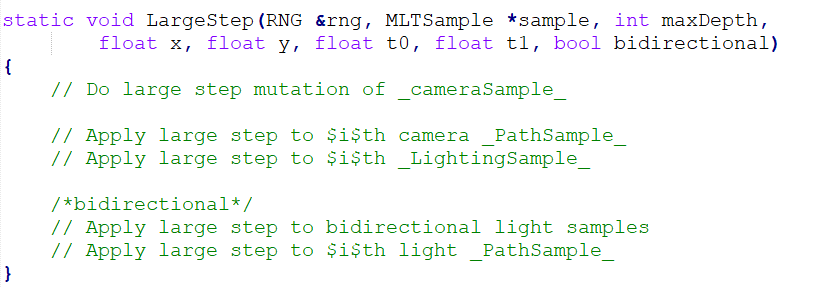 static void LargeStep(RNG &rng, MLTSample *sample, int maxDepth,
        float x, float y, float t0, float t1, bool bidirectional)
{
    // Do large step mutation of _cameraSample_

    // Apply large step to $i$th camera _PathSample_
    // Apply large step to $i$th _LightingSample_

    /*bidirectional*/
    // Apply large step to bidirectional light samples
    // Apply large step to $i$th light _PathSample_
}